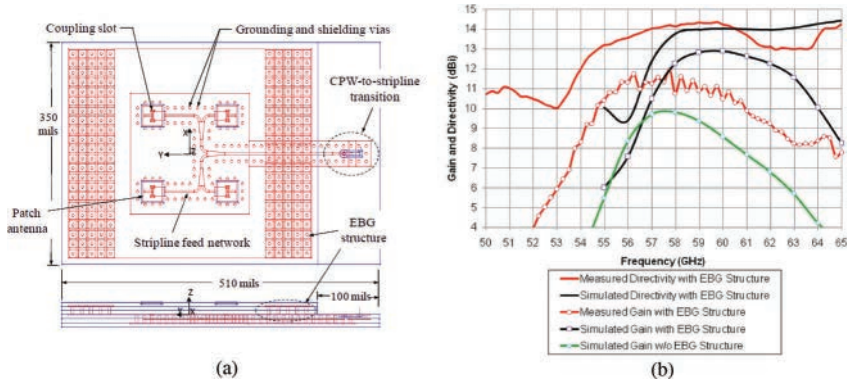 Coupling slot
Grounding and shielding vias
CPW-to-stripline
transition
350
mils
X
Y
Z
Patch
antenna
Stripline feed network
EBG
structure
510 mils
100 mils
Z
Y
X
(a)
Gain and Directivity (dBi)
15
14
13
12
11
10
9
8
7
6
5
4
50 51 52 53 54 55 56 57 58 59 60 61 62 63 64 65
Frequency (GHz)
Measured Directivity with EBG Structure
Simulated Directivity with EBG Structure
Measured Gain with EBG Structure
Simulated Gain with EBG Structure
Simulated Gain w/o EBG Structure
(b)